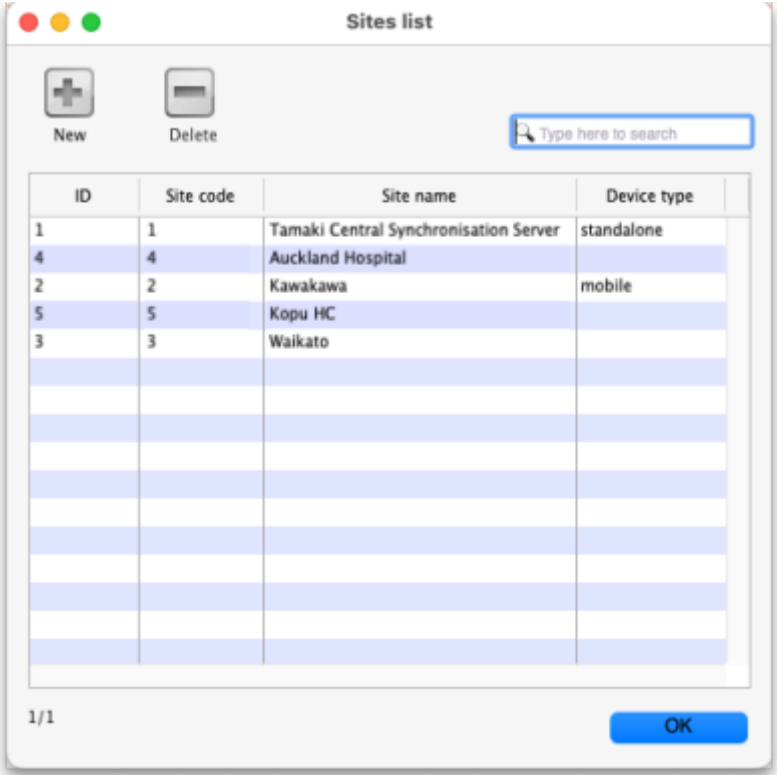 Sites list
New Delete
Type here to search
ID Site code Site name Device type
1 1 Tamaki Central Synchronisation Server standalone
4 4 Auckland Hospital
2 2 Kawakawa mobile
5 5 Kopu HC
3 3 Waikato
1/1
OK